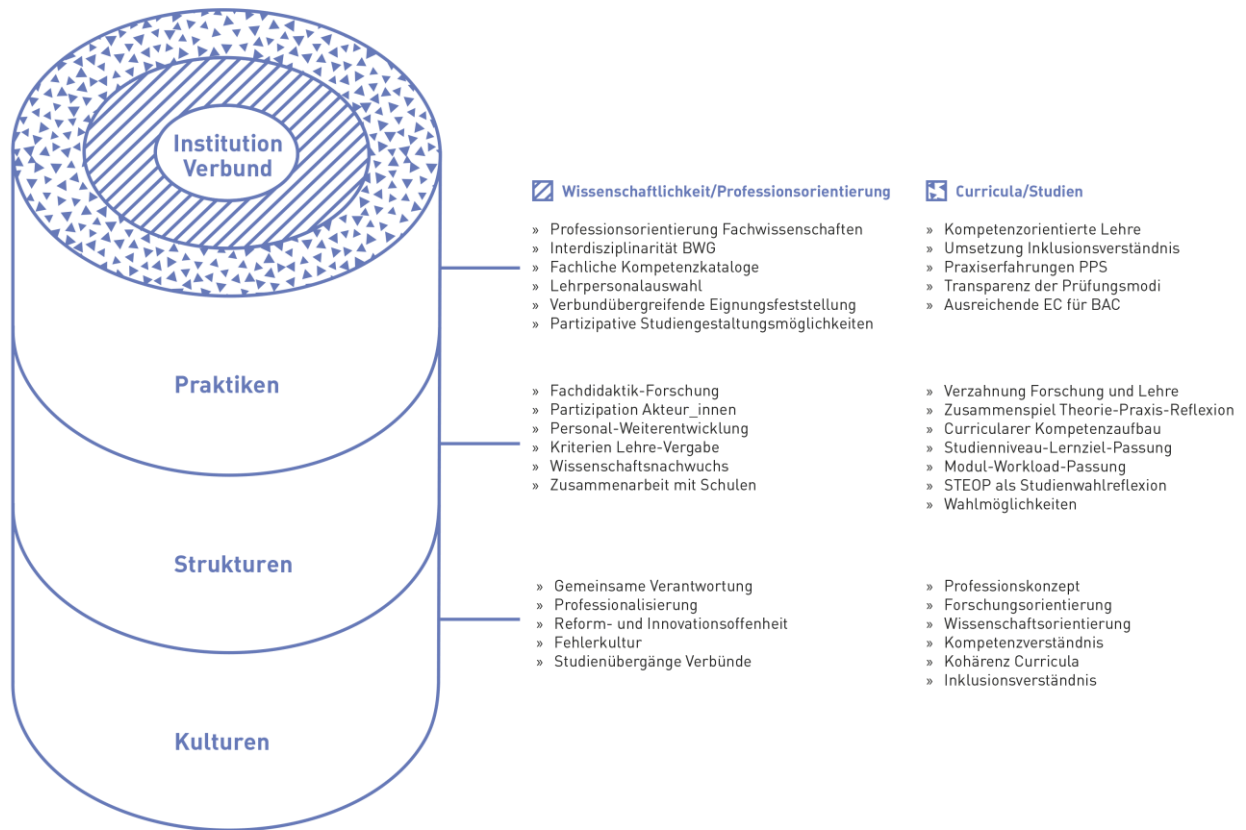 Institution
Verbund
Praktiken
Strukturen
Kulturen
Wissenschaftlichkeit/Professionsorientierung
» Professionsorientierung Fachwissenschaften
» Interdisziplinarität BWG
» Fachliche Kompetenzkataloge
» Lehrpersonalauswahl
» Verbundübergreifende Eignungsfeststellung
» Partizipative Studiengestaltungsmöglichkeiten
» Fachdidaktik-Forschung
» Partizipation Akteur_innen
» Personal-Weiterentwicklung
» Kriterien Lehre-Vergabe
» Wissenschaftsnachwuchs
» Zusammenarbeit mit Schulen
» Gemeinsame Verantwortung
» Professionalisierung
» Reform- und Innovationsoffenheit
» Fehlerkultur
» Studienübergänge Verbünde
Curricula/Studien
» Kompetenzorientierte Lehre
» Umsetzung Inklusionsverständnis
» Praxiserfahrungen PPS
» Transparenz der Prüfungsmodi
» Ausreichende EC für BAC
» Verzahnung Forschung und Lehre
» Zusammenspiel Theorie-Praxis-Reflexion
» Curricularer Kompetenzaufbau
» Studienniveau-Lernziel-Passung
» Modul-Workload-Passung
» STEOP als Studienwahlreflexion
» Wahlmöglichkeiten
» Professionskonzept
» Forschungsorientierung
» Wissenschaftsorientierung
» Kompetenzverständnis
» Kohärenz Curricula
» Inklusionsverständnis